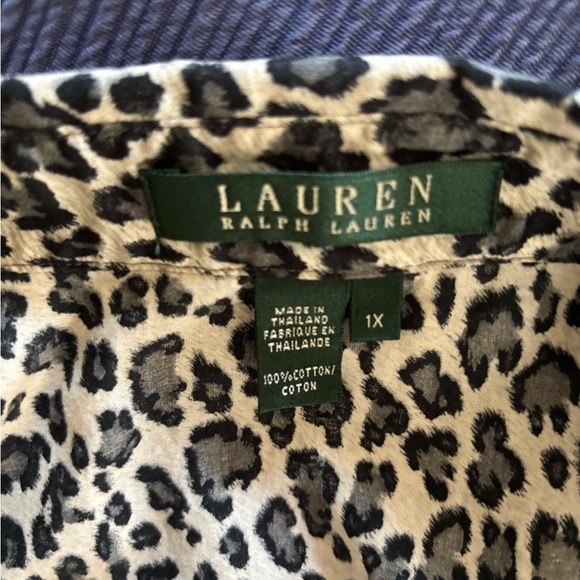 LAUREN
RALPH LAUREN
MADE IN
THAILAND
FABRIQUE EN
THAILANDE
100%COTTON/
COTON
1X